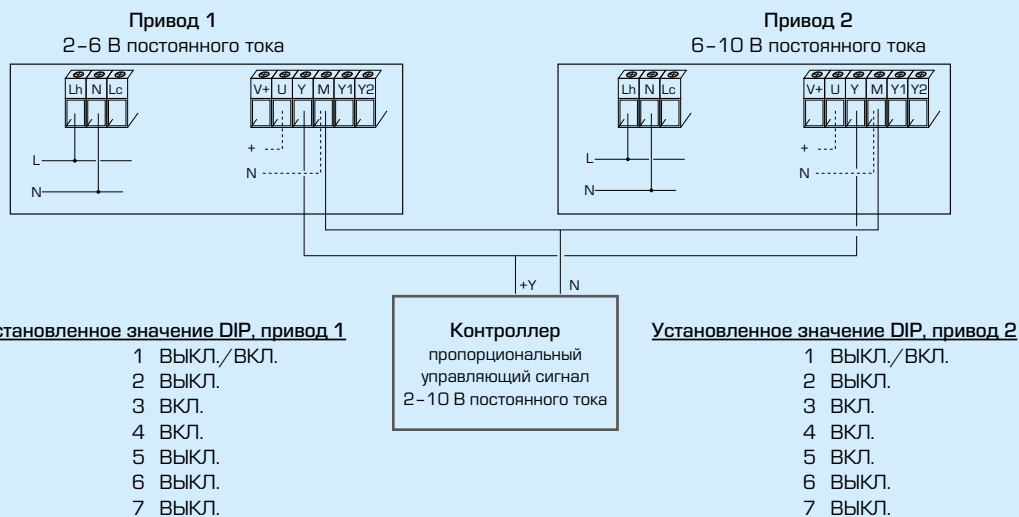 Привод 1
2–6 В постоянного тока
Lh N Lc
V+ U Y M Y1 Y2
+
N
L
N
Привод 2
6–10 В постоянного тока
Lh N Lc
V+ U Y M Y1 Y2
+
N
L
N
+Y N
Контроллер
пропорциональный
управляющий сигнал
2–10 В постоянного тока
становленное значение DIP, привод 1
1 ВЫКЛ./ВКЛ.
2 ВЫКЛ.
3 ВКЛ.
4 ВКЛ.
5 ВЫКЛ.
6 ВЫКЛ.
7 ВЫКЛ.
Установленное значение DIP, привод 2
1 ВЫКЛ./ВКЛ.
2 ВЫКЛ.
3 ВКЛ.
4 ВКЛ.
5 ВКЛ.
6 ВЫКЛ.
7 ВЫКЛ.